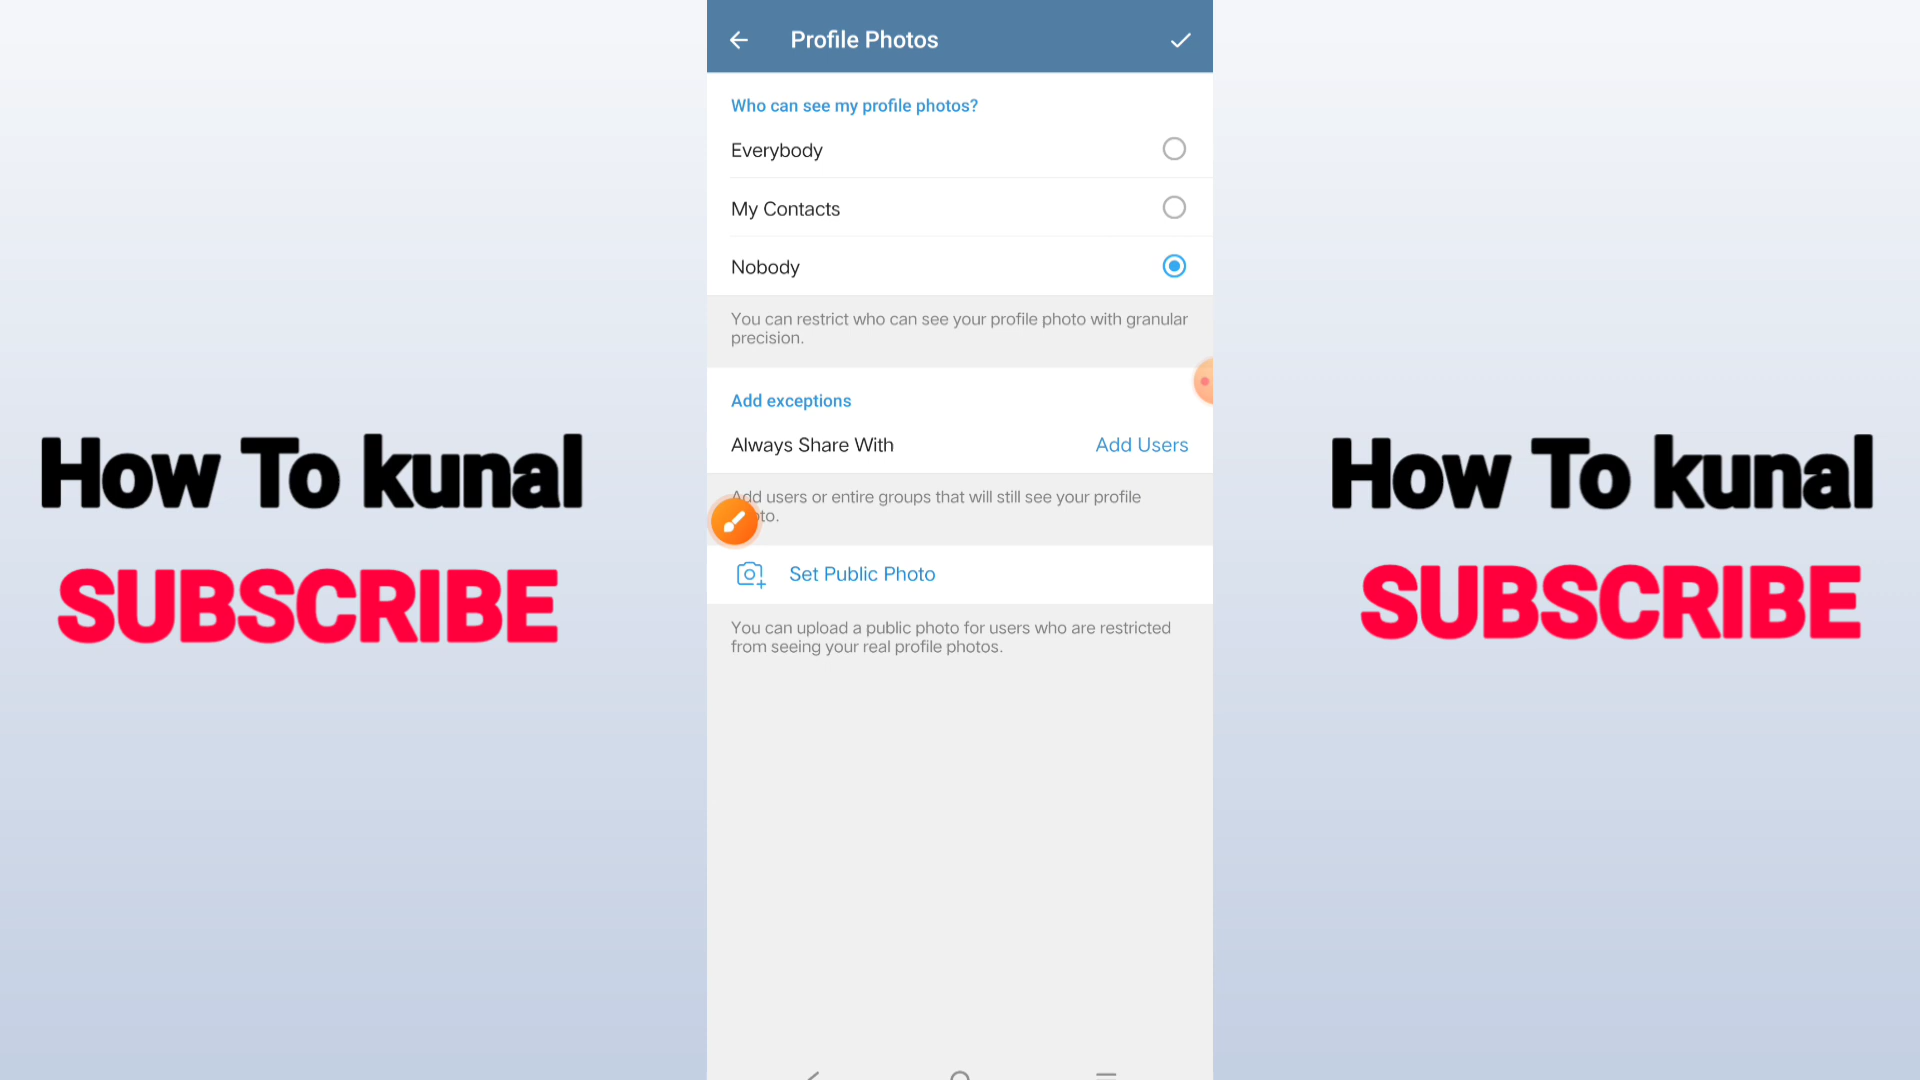 Profile Photos
Who can see my profile photos?
Everybody
My Contacts
Nobody
You can restrict who can see your profile photo with granular
precision.
Add exceptions
Always Share With
Add Users
Add users or entire groups that will still see your profile
to.
Set Public Photo
You can upload a public photo for users who are restricted
from seeing your real profile photos.
How To kunal
SUBSCRIBE
How To kunal
SUBSCRIBE